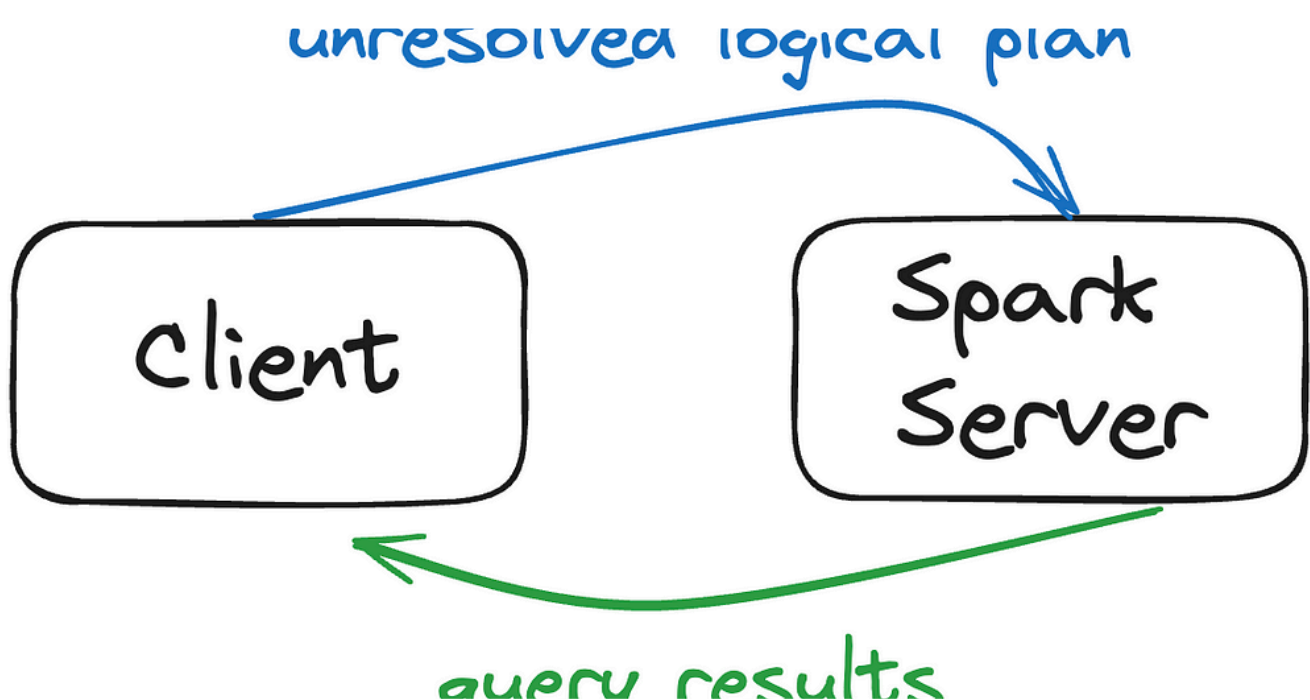 unresolved logical plan
Client
Spark
Server
query results